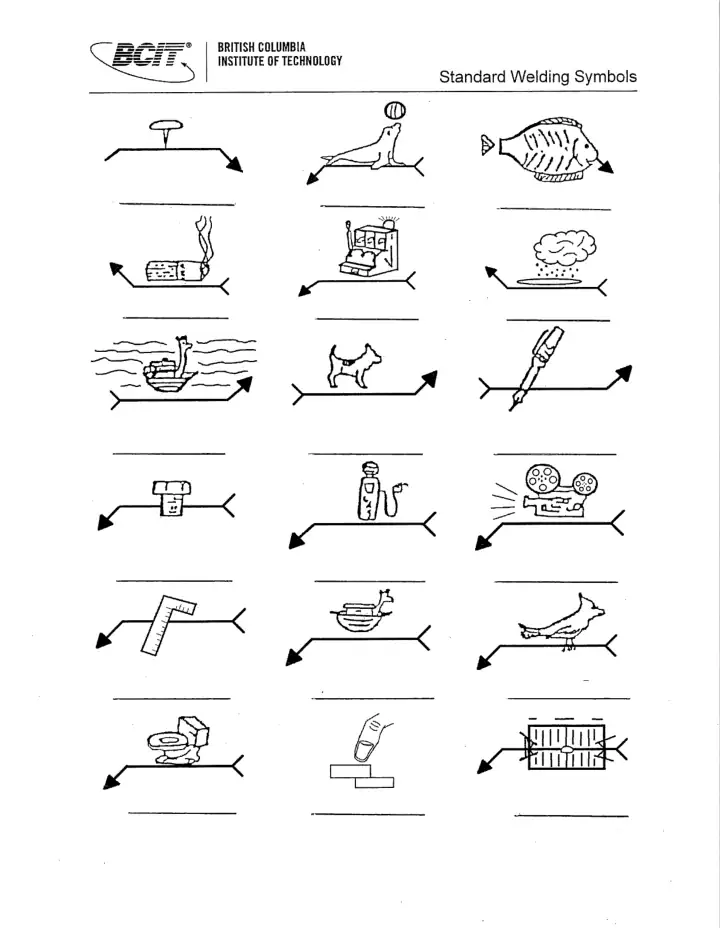 BCIT®
BRITISH COLUMBIA
INSTITUTE OF TECHNOLOGY
Standard Welding Symbols